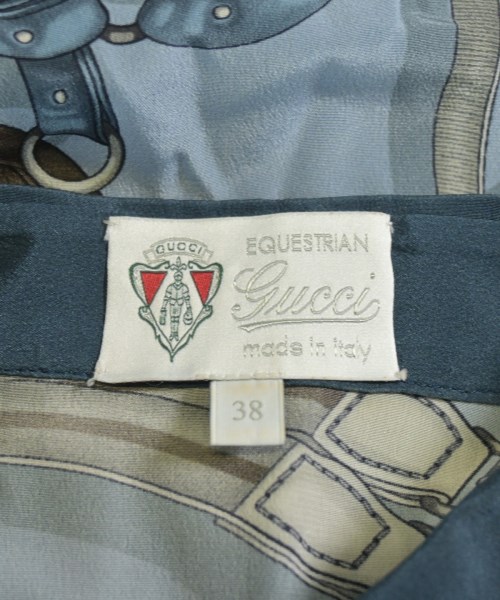 GUCCI
EQUESTRIAN
Gucci
made in italy
38